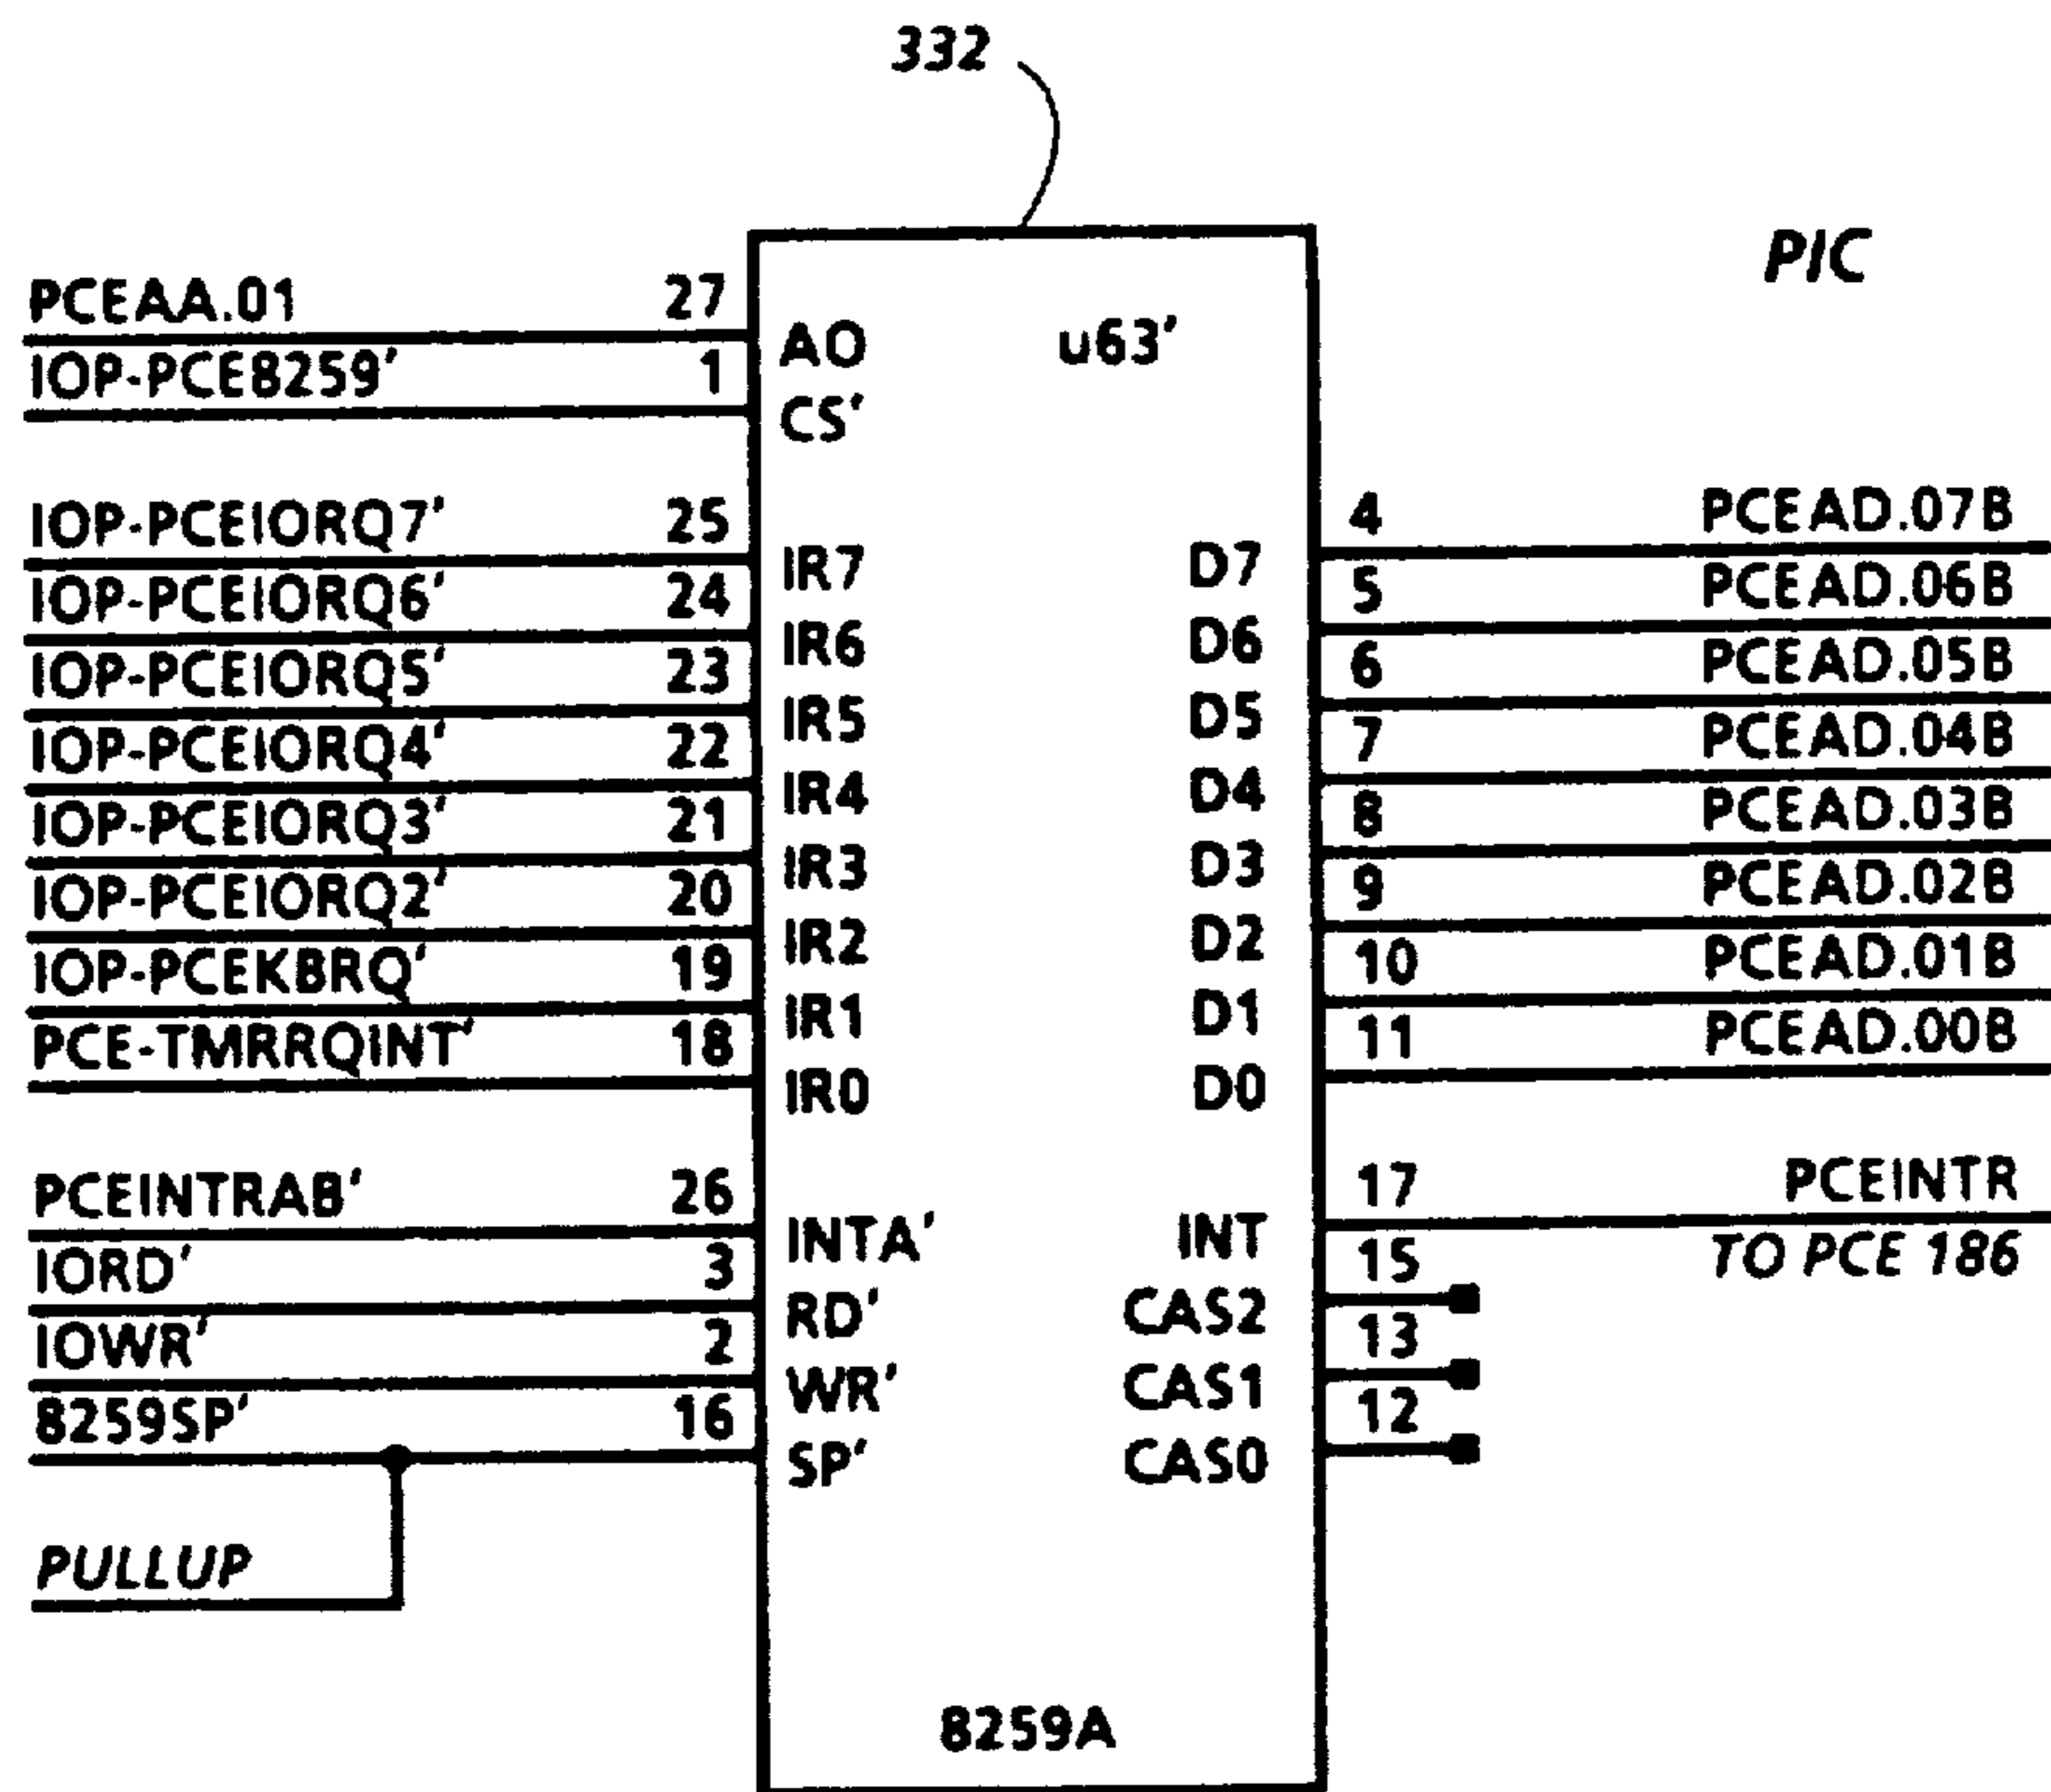 332
PIC
PCEAA.01 27 AO u63'
IOP-PCE8259' 1 CS'
IOP-PCEIORQ7' 25 IR7 D7 4 PCEAD.07B
IOP-PCEIORQ6' 24 IR6 D6 5 PCEAD.06B
IOP-PCEIORQ5' 23 IR5 D5 6 PCEAD.05B
IOP-PCEIORQ4' 22 IR4 D4 7 PCEAD.04B
IOP-PCEIORQ3' 21 IR3 D3 8 PCEAD.03B
IOP-PCEIORQ2' 20 IR2 D2 9 PCEAD.02B
IOP-PCEKBRQ' 19 IR1 D1 10 PCEAD.01B
PCE-TMRRQINT' 18 IR0 D0 11 PCEAD.00B
PCEINTRAB' 26 INTA' INT 17 PCEINTR
TO PCE 186
IORD' 3 RD' CAS2 15
IOWR' 2 WR' CAS1 13
8259SP' 16 SP' CAS0 12
PULLUP
8259A